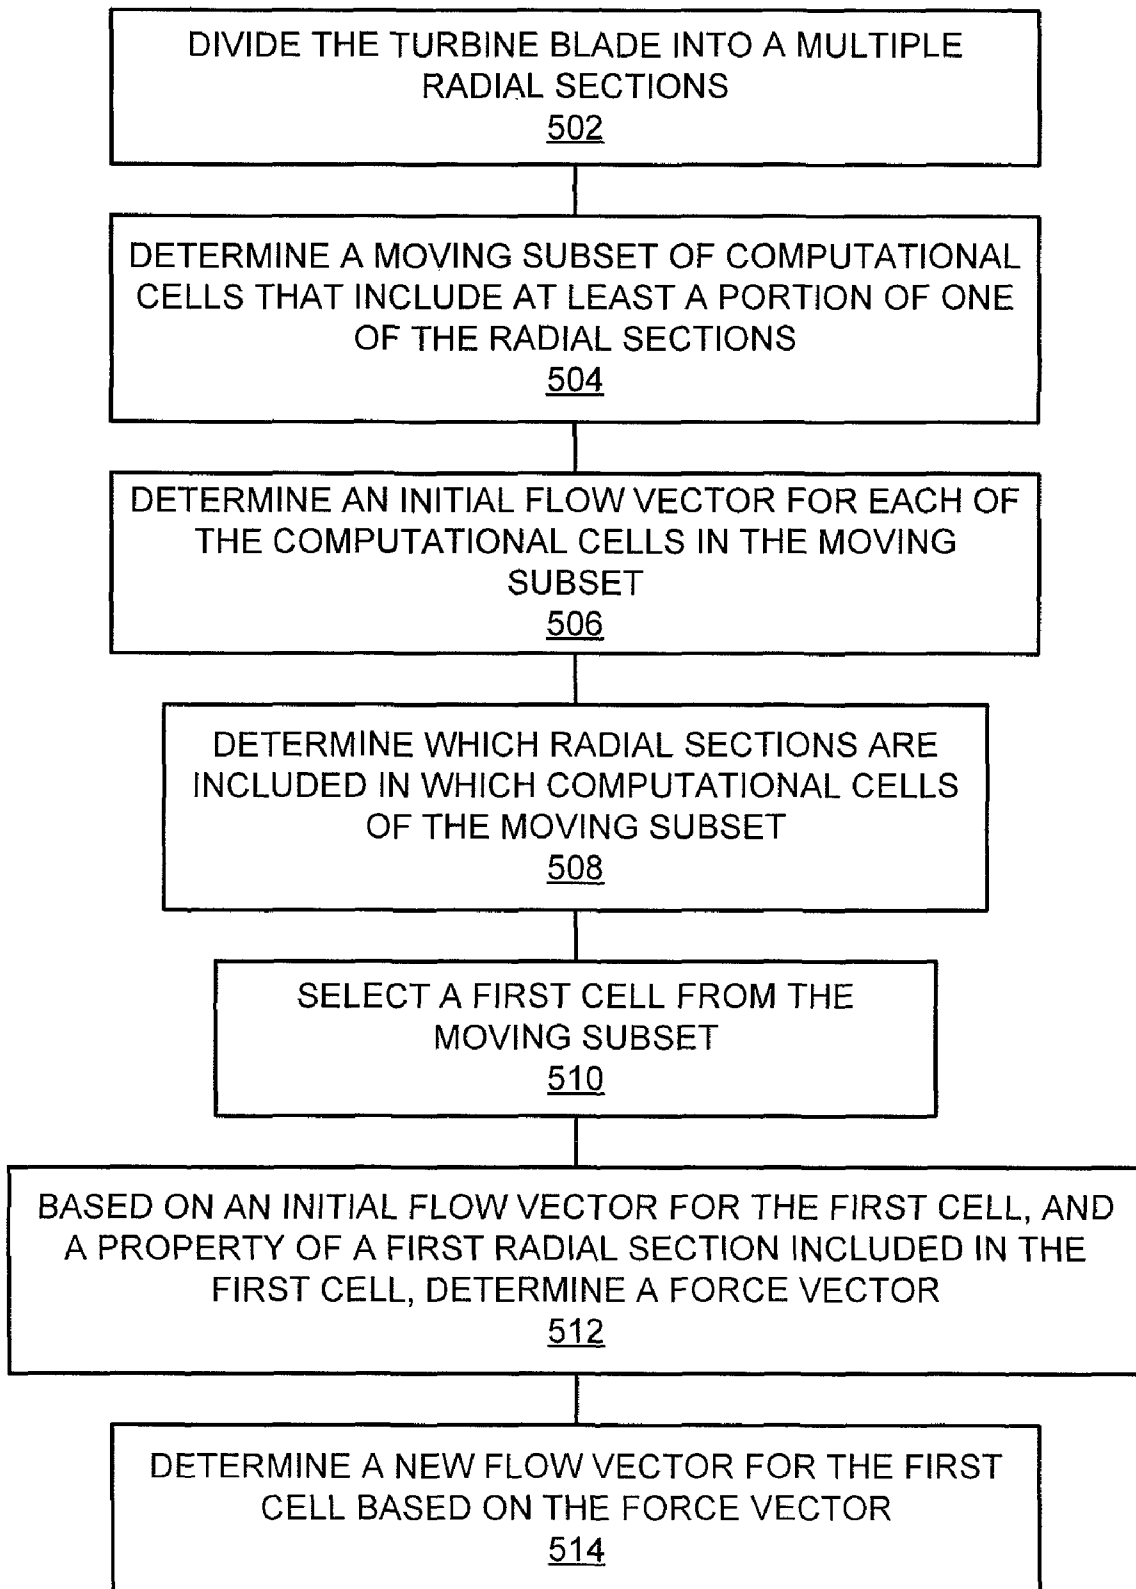 DIVIDE THE TURBINE BLADE INTO A MULTIPLE
RADIAL SECTIONS
502
DETERMINE A MOVING SUBSET OF COMPUTATIONAL
CELLS THAT INCLUDE AT LEAST A PORTION OF ONE
OF THE RADIAL SECTIONS
504
DETERMINE AN INITIAL FLOW VECTOR FOR EACH OF
THE COMPUTATIONAL CELLS IN THE MOVING
SUBSET
506
DETERMINE WHICH RADIAL SECTIONS ARE
INCLUDED IN WHICH COMPUTATIONAL CELLS
OF THE MOVING SUBSET
508
SELECT A FIRST CELL FROM THE
MOVING SUBSET
510
BASED ON AN INITIAL FLOW VECTOR FOR THE FIRST CELL, AND
A PROPERTY OF A FIRST RADIAL SECTION INCLUDED IN THE
FIRST CELL, DETERMINE A FORCE VECTOR
512
DETERMINE A NEW FLOW VECTOR FOR THE FIRST
CELL BASED ON THE FORCE VECTOR
514